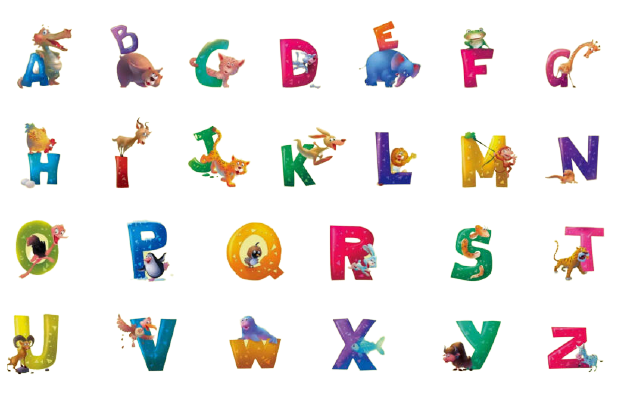 A B C D E F G
H I J K L M N
O P Q R S T
U V W X Y Z